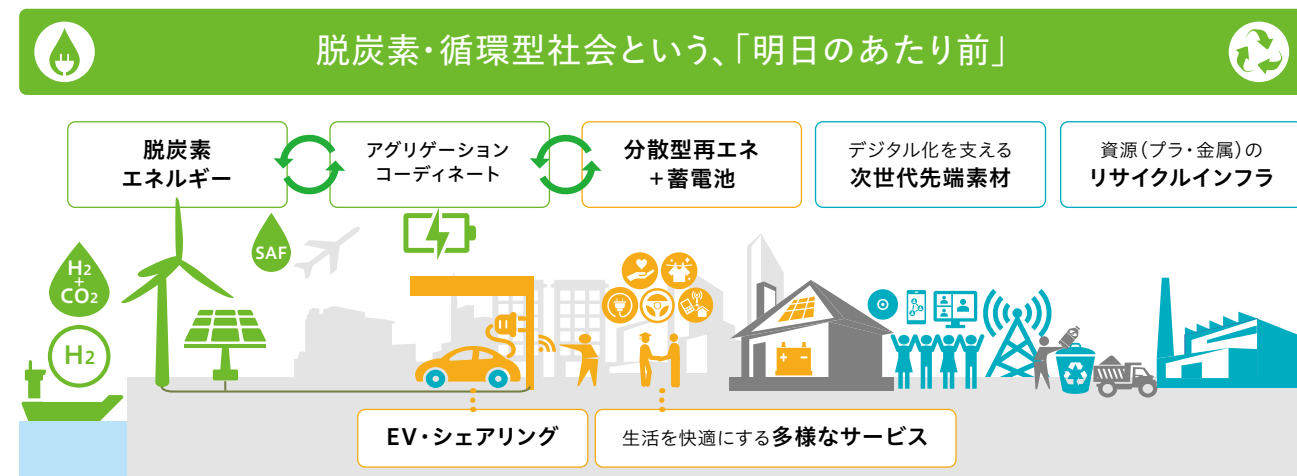 脱炭素・循環型社会という、「明日のあたり前」
脱炭素
エネルギー
アグリゲーション
コーディネート
分散型再エネ
＋蓄電池
デジタル化を支える
次世代先端素材
資源（プラ・金属）の
リサイクルインフラ
SAF
H2
+
CO2
H2
EV・シェアリング
生活を快適にする多様なサービス